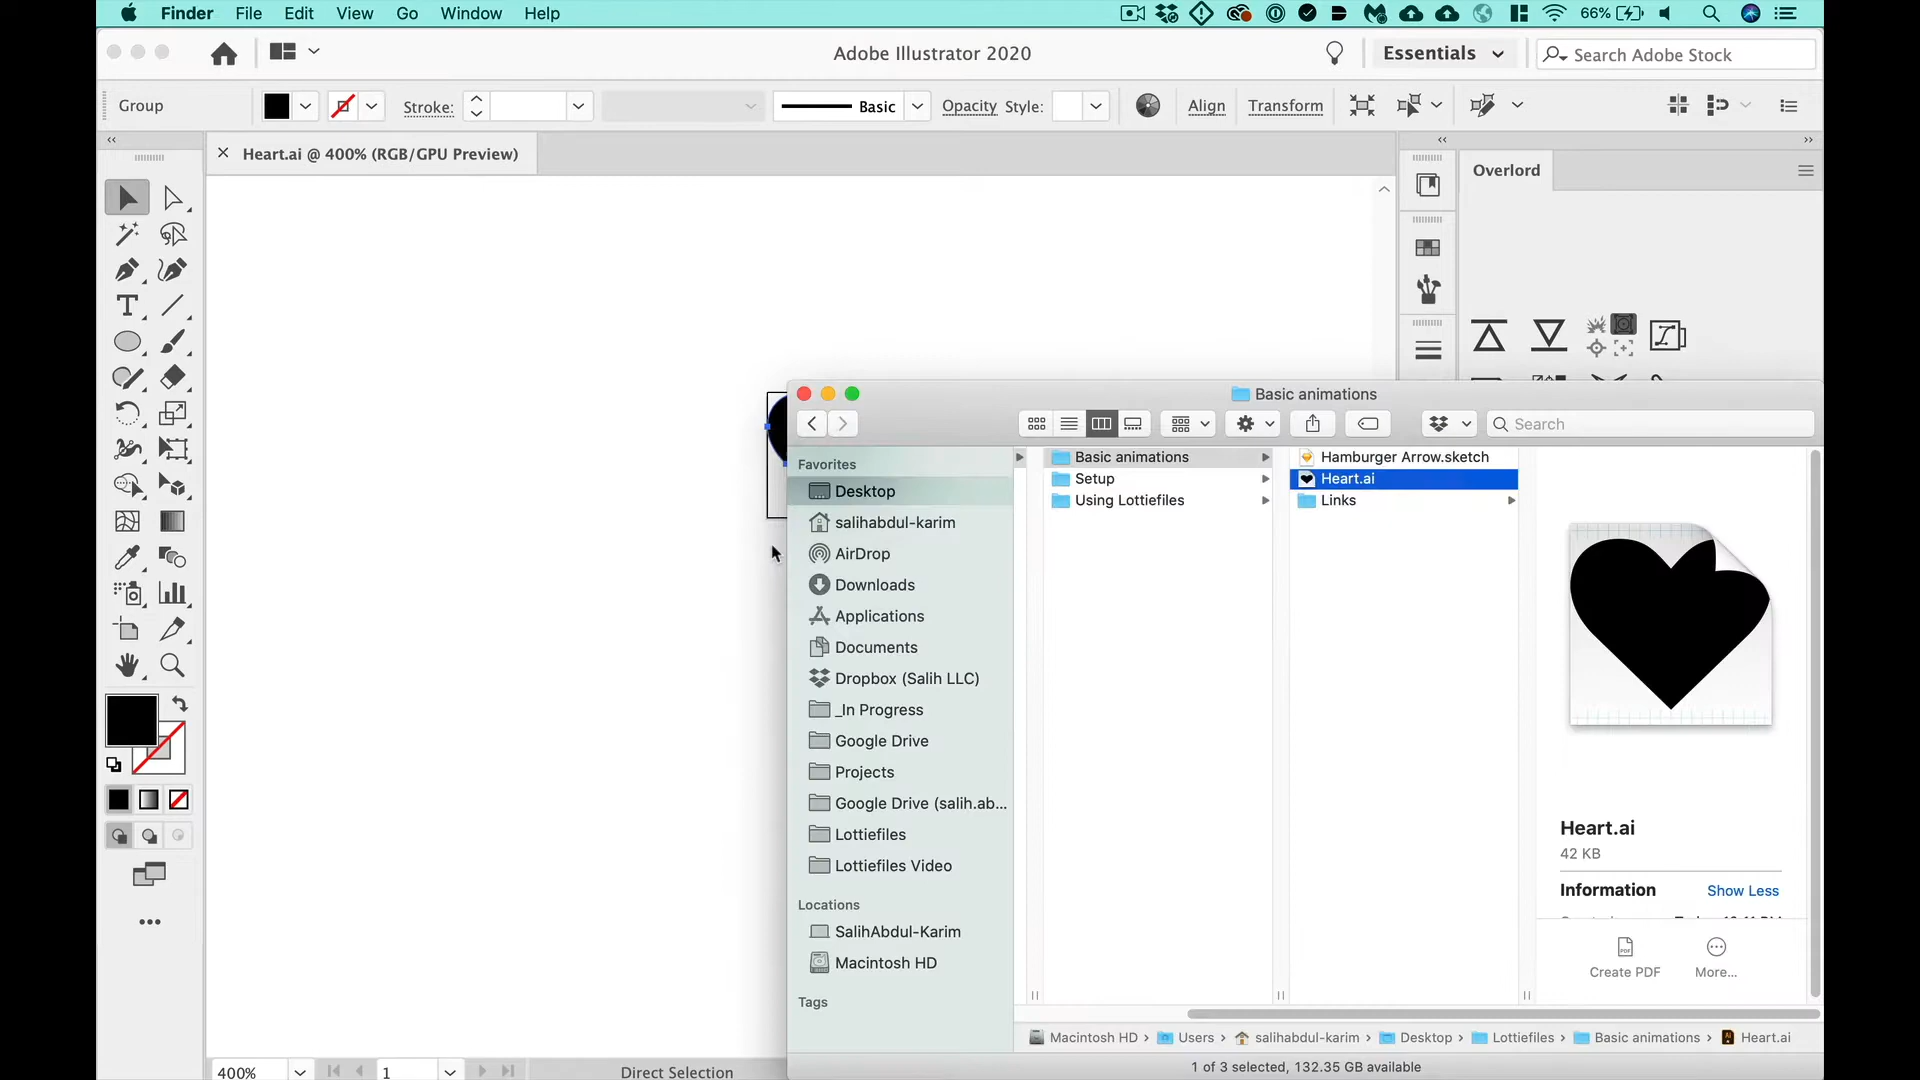 Finder File Edit View Go Window Help 66%
Adobe Illustrator 2020 Essentials Search Adobe Stock
Group Stroke: Basic Opacity Style: Align Transform
Heart.ai @ 400% (RGB/GPU Preview)
Overlord
Basic animations
Search
Favorites
Desktop
salihabdul-karim
AirDrop
Downloads
Applications
Documents
Dropbox (Salih LLC)
_In Progress
Google Drive
Projects
Google Drive (salih.ab...
Lottiefiles
Lottiefiles Video
Locations
SalihAbdul-Karim
Macintosh HD
Tags
Basic animations
Setup
Using Lottiefiles
Hamburger Arrow.sketch
Heart.ai
Links
Heart.ai
42 KB
Information Show Less
Create PDF More...
Macintosh HD Users salihabdul-karim Desktop Lottiefiles Basic animations Heart.ai
1 of 3 selected, 132.35 GB available
400% 1 Direct Selection